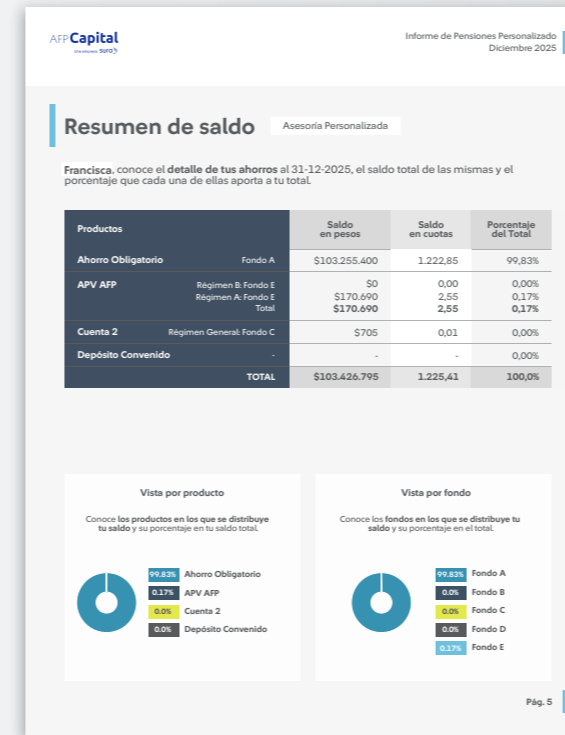 AFP Capital
una empresa SURA
Informe de Pensiones Personalizado
Diciembre 2025
Resumen de saldo
Asesoría Personalizada
Francisca, conoce el detalle de tus ahorros al 31-12-2025, el saldo total de las mismas y el
porcentaje que cada una de ellas aporta a tu total.
Productos Saldo en pesos Saldo en cuotas Porcentaje del Total
Ahorro Obligatorio Fondo A $103.255.400 1.222,85 99,83%
APV AFP Régimen B: Fondo E $0 0,00 0,00%
Régimen A: Fondo E $170.690 2,55 0,17%
Total $170.690 2,55 0,17%
Cuenta 2 Régimen General: Fondo C $705 0,01 0,00%
Depósito Convenido - - - 0,00%
TOTAL $103.426.795 1.225,41 100,0%
Vista por producto
Conoce los productos en los que se distribuye
tu saldo y su porcentaje en tu saldo total.
99.83% Ahorro Obligatorio
0.17% APV AFP
0.0% Cuenta 2
0.0% Depósito Convenido
Vista por fondo
Conoce los fondos en los que se distribuye tu
saldo y su porcentaje en el total.
99.83% Fondo A
0.0% Fondo B
0.0% Fondo C
0.0% Fondo D
0.17% Fondo E
Pág. 5